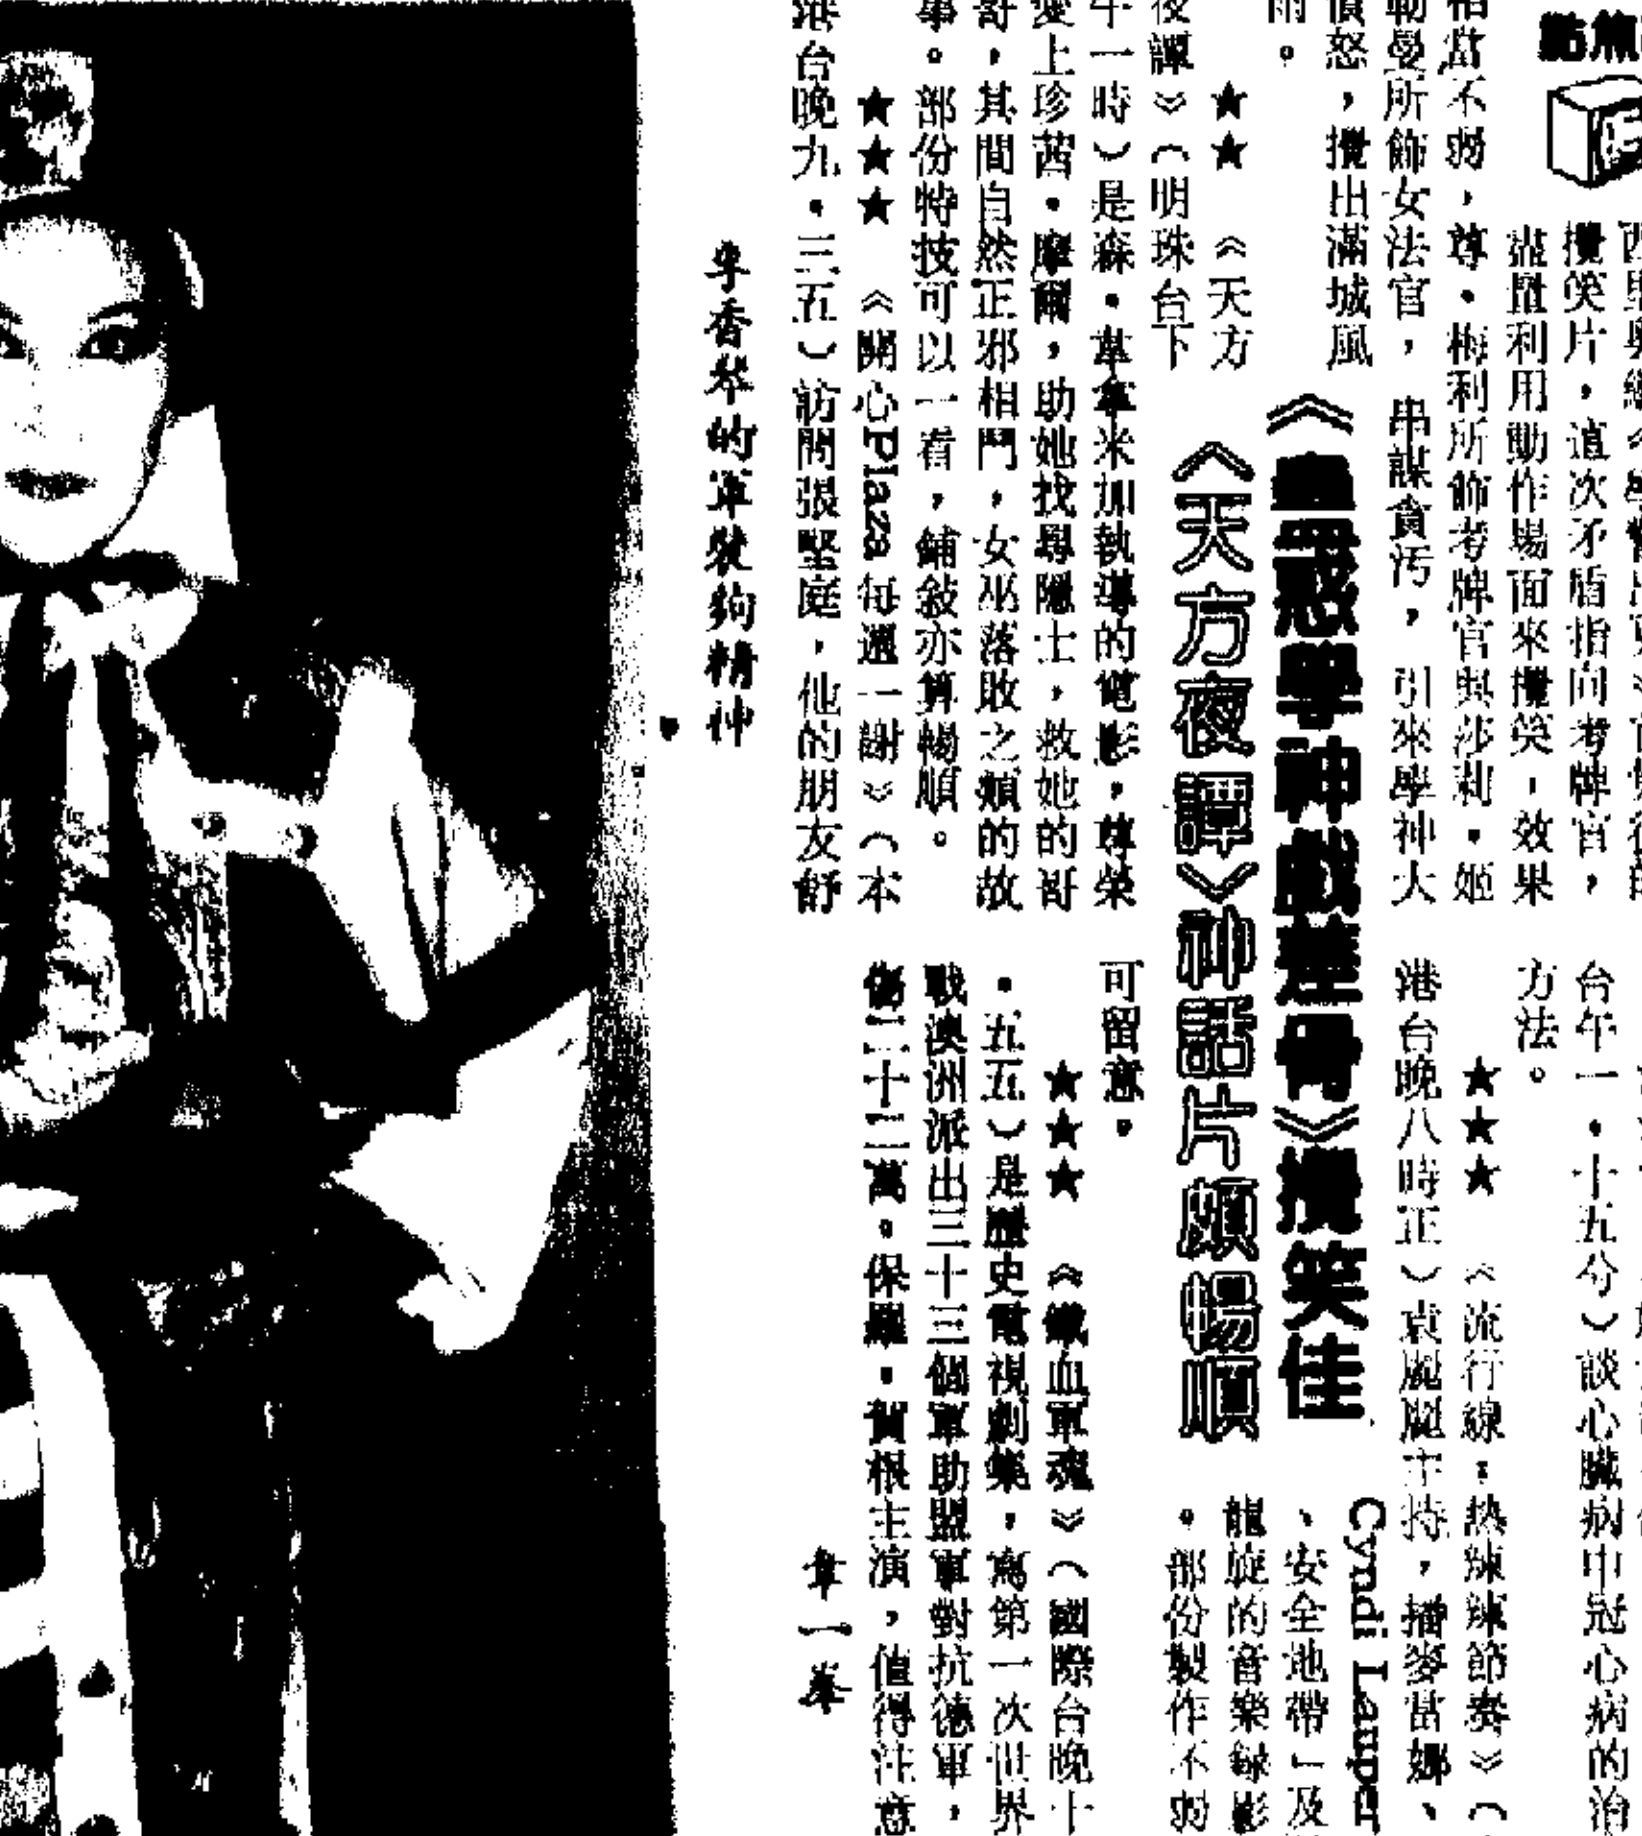 焦點
《蠱惑學神戲差骨》攪笑佳
〈天方夜譚〉神話片頗暢順
攪笑片，這次矛盾指向考牌官，
盡量利用動作場面來攪笑，效果
相當不弱，尊•梅利所飾考牌官與莎莉•姬
勒曼所飾女法官，串謀貪污，引來學神大
憤怒，攪出滿城風
雨。
★★ 《天方
夜譚》（明珠台下
午一時）是森•韋拿米加執導的電影，尊榮
愛上珍茜•摩爾，助她找尋隱士，救她的哥
哥，其間自然正邪相鬥，女巫落敗之類的故
事。部份特技可以一看，鋪敍亦算暢順。
★★★ 《關心Plaza每週一謝》（本
港台晚九•三五）訪問張堅庭，他的朋友舒
台午一•十五分）談心臟病中冠心病的治
方法。
★★★ 《流行線：熱辣辣節奏》（
港台晚八時正）袁麗麗主持，播麥當娜、
Cyndi Lauper
、安全地帶」及
龍旋的音樂錄影
。部份製作不弱
可留意。
★★★ 《鐵血軍魂》（國際台晚十
•五五）是歷史電視劇集，寫第一次世界
戰澳洲派出三十三個軍助盟軍對抗德軍，
傷二十二萬。保羅•賀根主演，值得注意
韋一峯
李香琴的軍裝夠精神